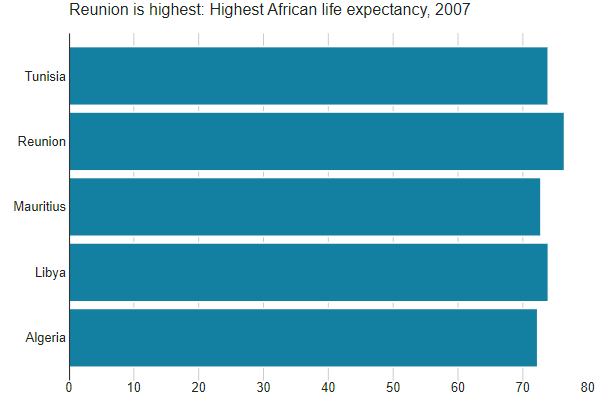 Reunion is highest: Highest African life expectancy, 2007
Tunisia
Reunion
Mauritius
Libya
Algeria
0 10 20 30 40 50 60 70 80